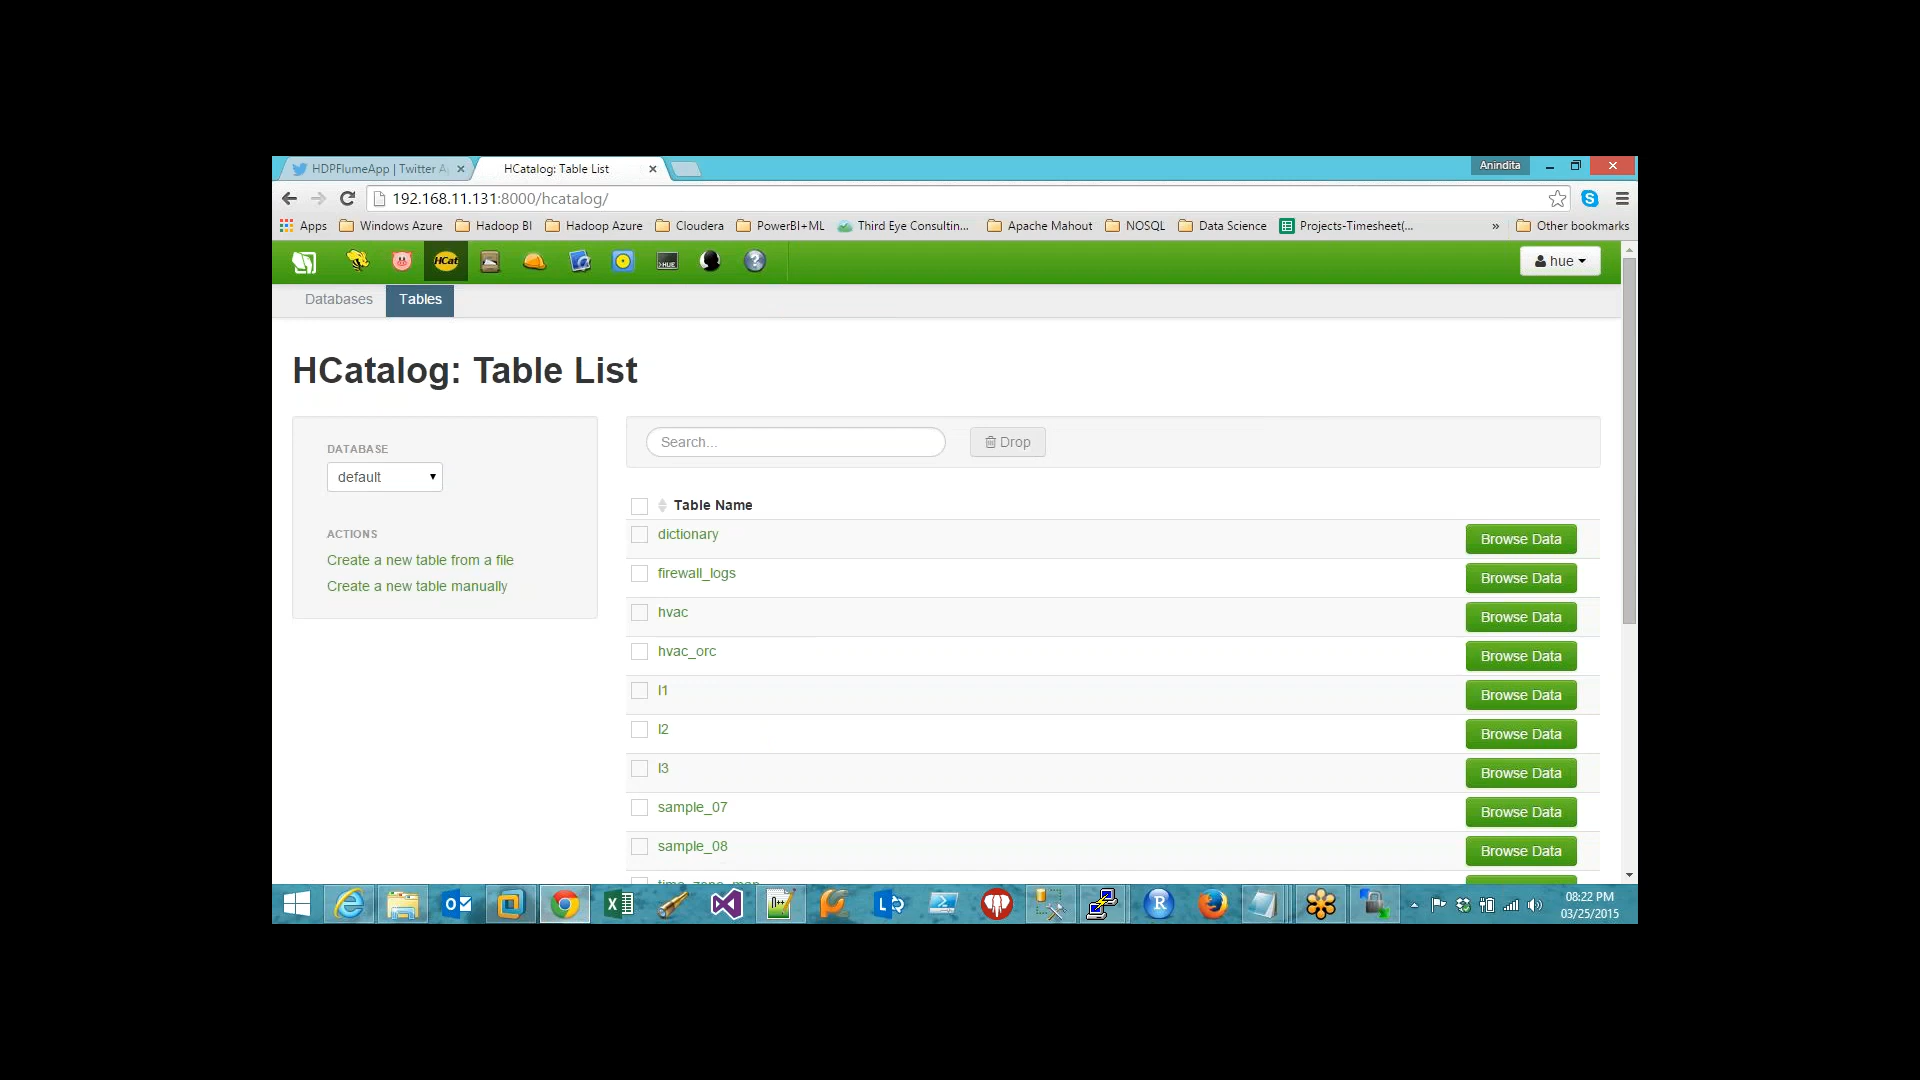 HDPFlumeApp | Twitter A
HCatalog: Table List
Anindita
192.168.11.131:8000/hcatalog/
Apps
Windows Azure
Hadoop BI
Hadoop Azure
Cloudera
PowerBI+ML
Third Eye Consultin...
Apache Mahout
NOSQL
Data Science
Projects-Timesheet(...
»
Other bookmarks
HCat
hue
Databases
Tables
HCatalog: Table List
DATABASE
default
ACTIONS
Create a new table from a file
Create a new table manually
Search...
Drop
Table Name
dictionary
Browse Data
firewall_logs
Browse Data
hvac
Browse Data
hvac_orc
Browse Data
l1
Browse Data
l2
Browse Data
l3
Browse Data
sample_07
Browse Data
sample_08
Browse Data
08:22 PM
03/25/2015